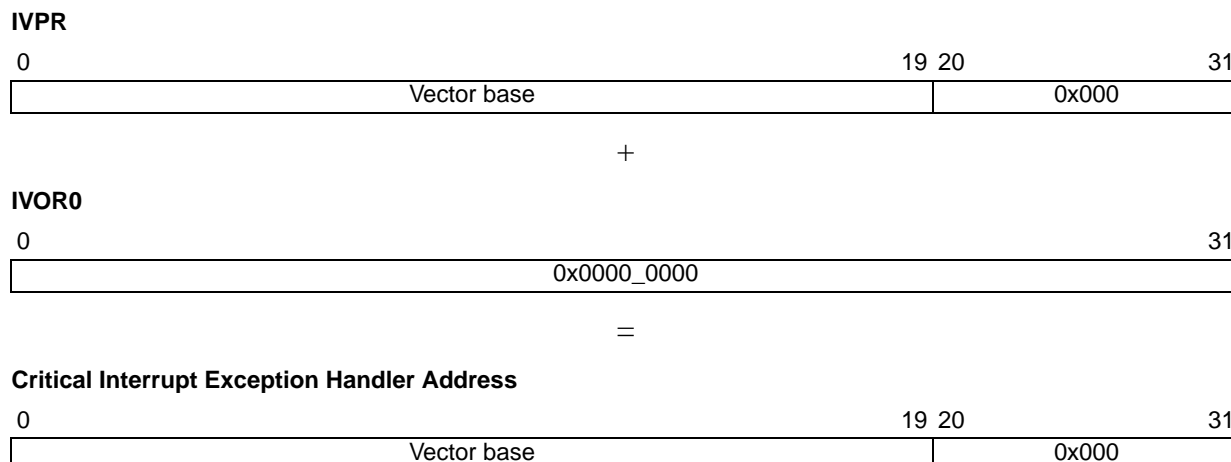 IVPR
0 19 20 31
Vector base 0x000
+
IVOR0
0 31
0x0000_0000
=
Critical Interrupt Exception Handler Address
0 19 20 31
Vector base 0x000